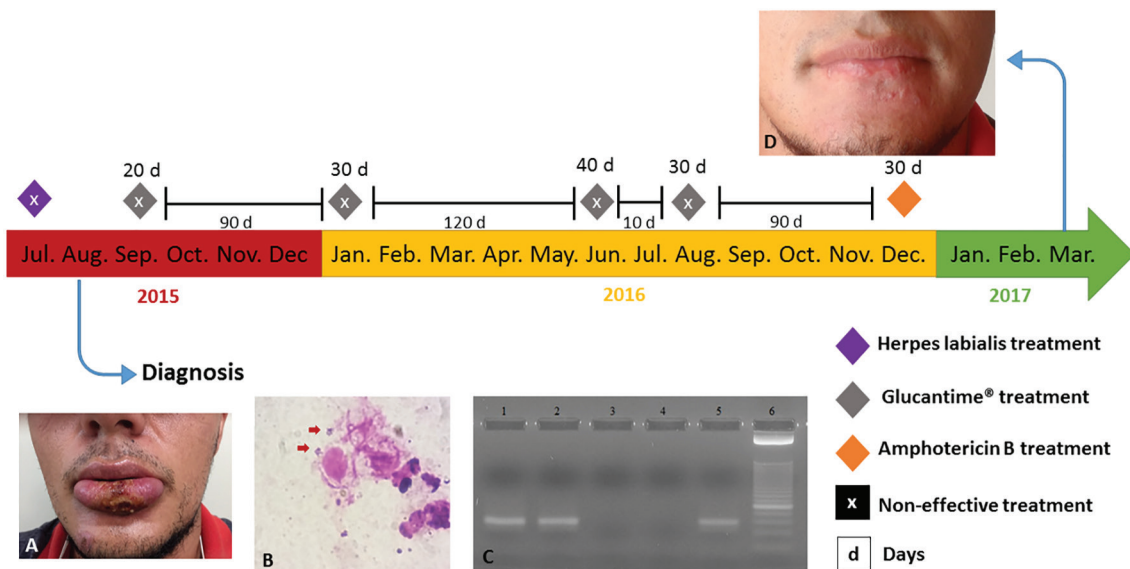 D
20 d
30 d
40 d
30 d
30 d
x
x
x
x
x
90 d
120 d
10 d
90 d
Jul. Aug. Sep. Oct. Nov. Dec
Jan. Feb. Mar. Apr. May. Jun. Jul. Aug. Sep. Oct. Nov. Dec.
Jan. Feb. Mar.
2015
2016
2017
Diagnosis
Herpes labialis treatment
Glucantime® treatment
Amphotericin B treatment
x Non-effective treatment
d Days
A
B
1 2 3 4 5 6
C